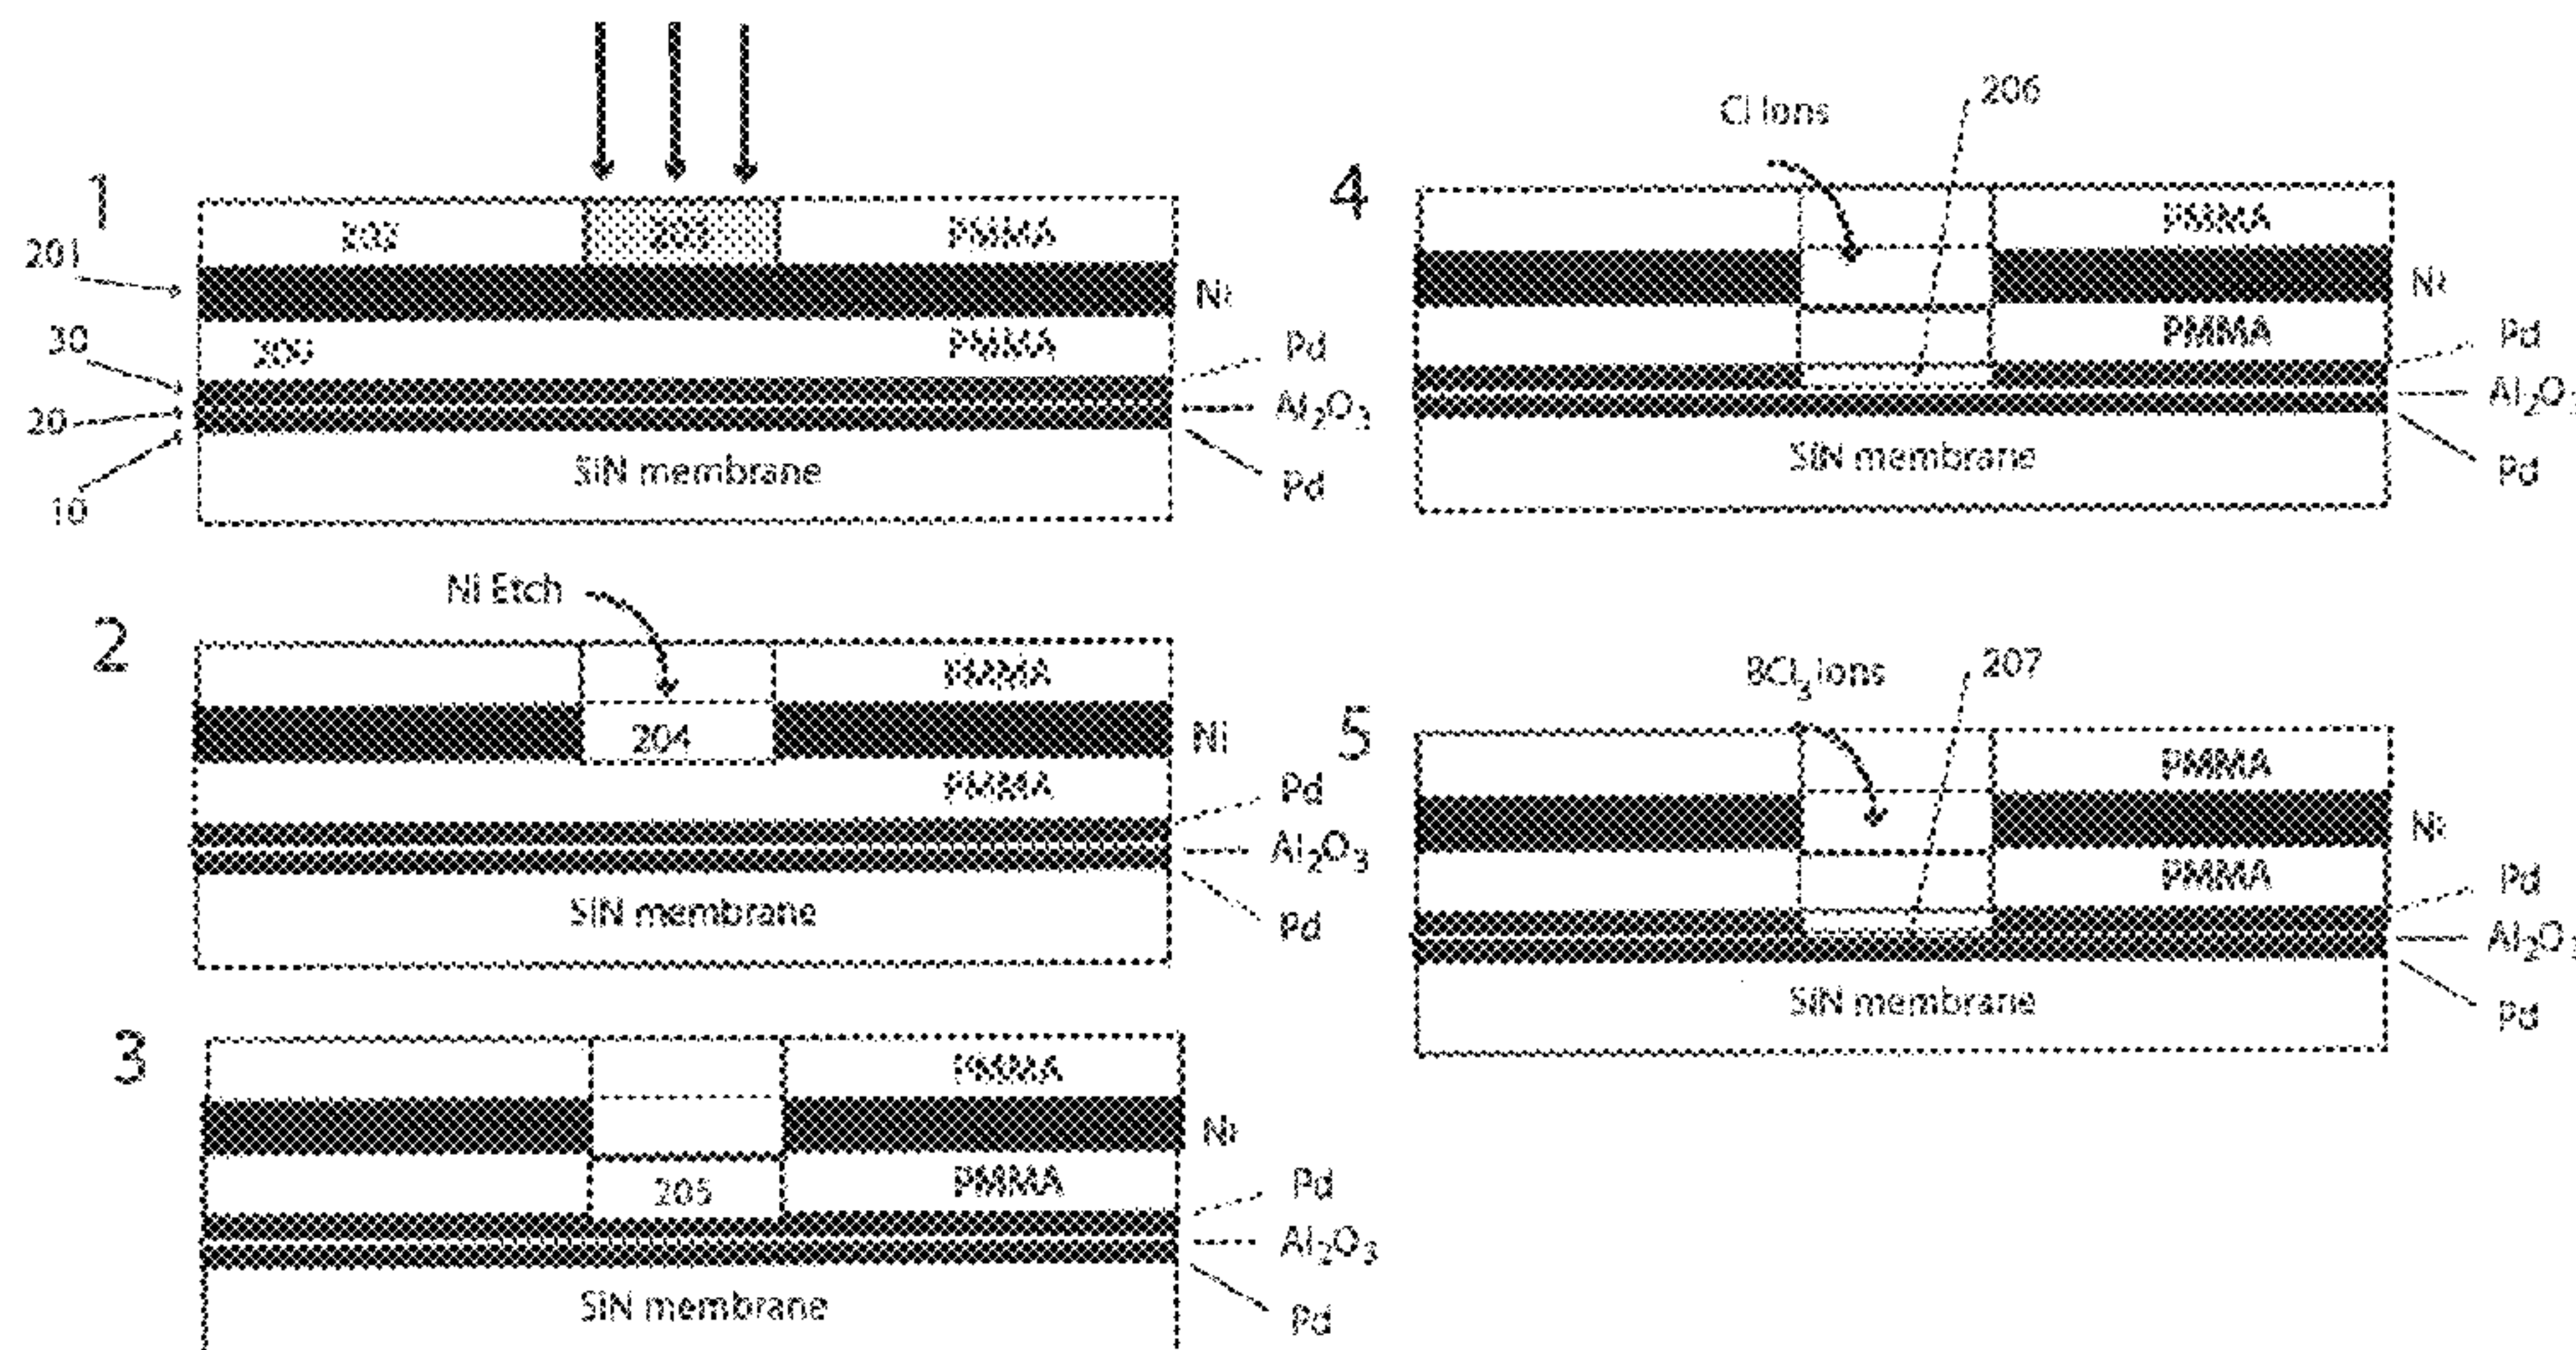 1
202 203 PMMA
201
Ni
30
200 PMMA
Pd
20
Al2O3
10
SiN membrane
Pd
2
Ni Etch
PMMA
204
Ni
PMMA
Pd
Al2O3
SiN membrane
Pd
3
PMMA
Ni
205
PMMA
Pd
Al2O3
SiN membrane
Pd
4
Cl Ions
206
PMMA
Ni
PMMA
Pd
Al2O3
SiN membrane
Pd
5
BCl3 Ions
207
PMMA
Ni
PMMA
Pd
Al2O3
SiN membrane
Pd